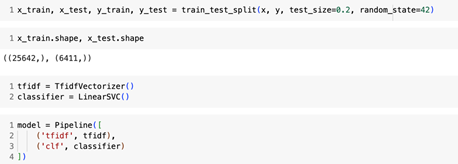 1 x_train, x_test, y_train, y_test = train_test_split(x, y, test_size=0.2, random_state=42)
1 x_train.shape, x_test.shape
((25642,), (6411,))
1 tfidf = TfidfVectorizer()
2 classifier = LinearSVC()
1 model = Pipeline([
2     ('tfidf', tfidf),
3     ('clf', classifier)
4 ])